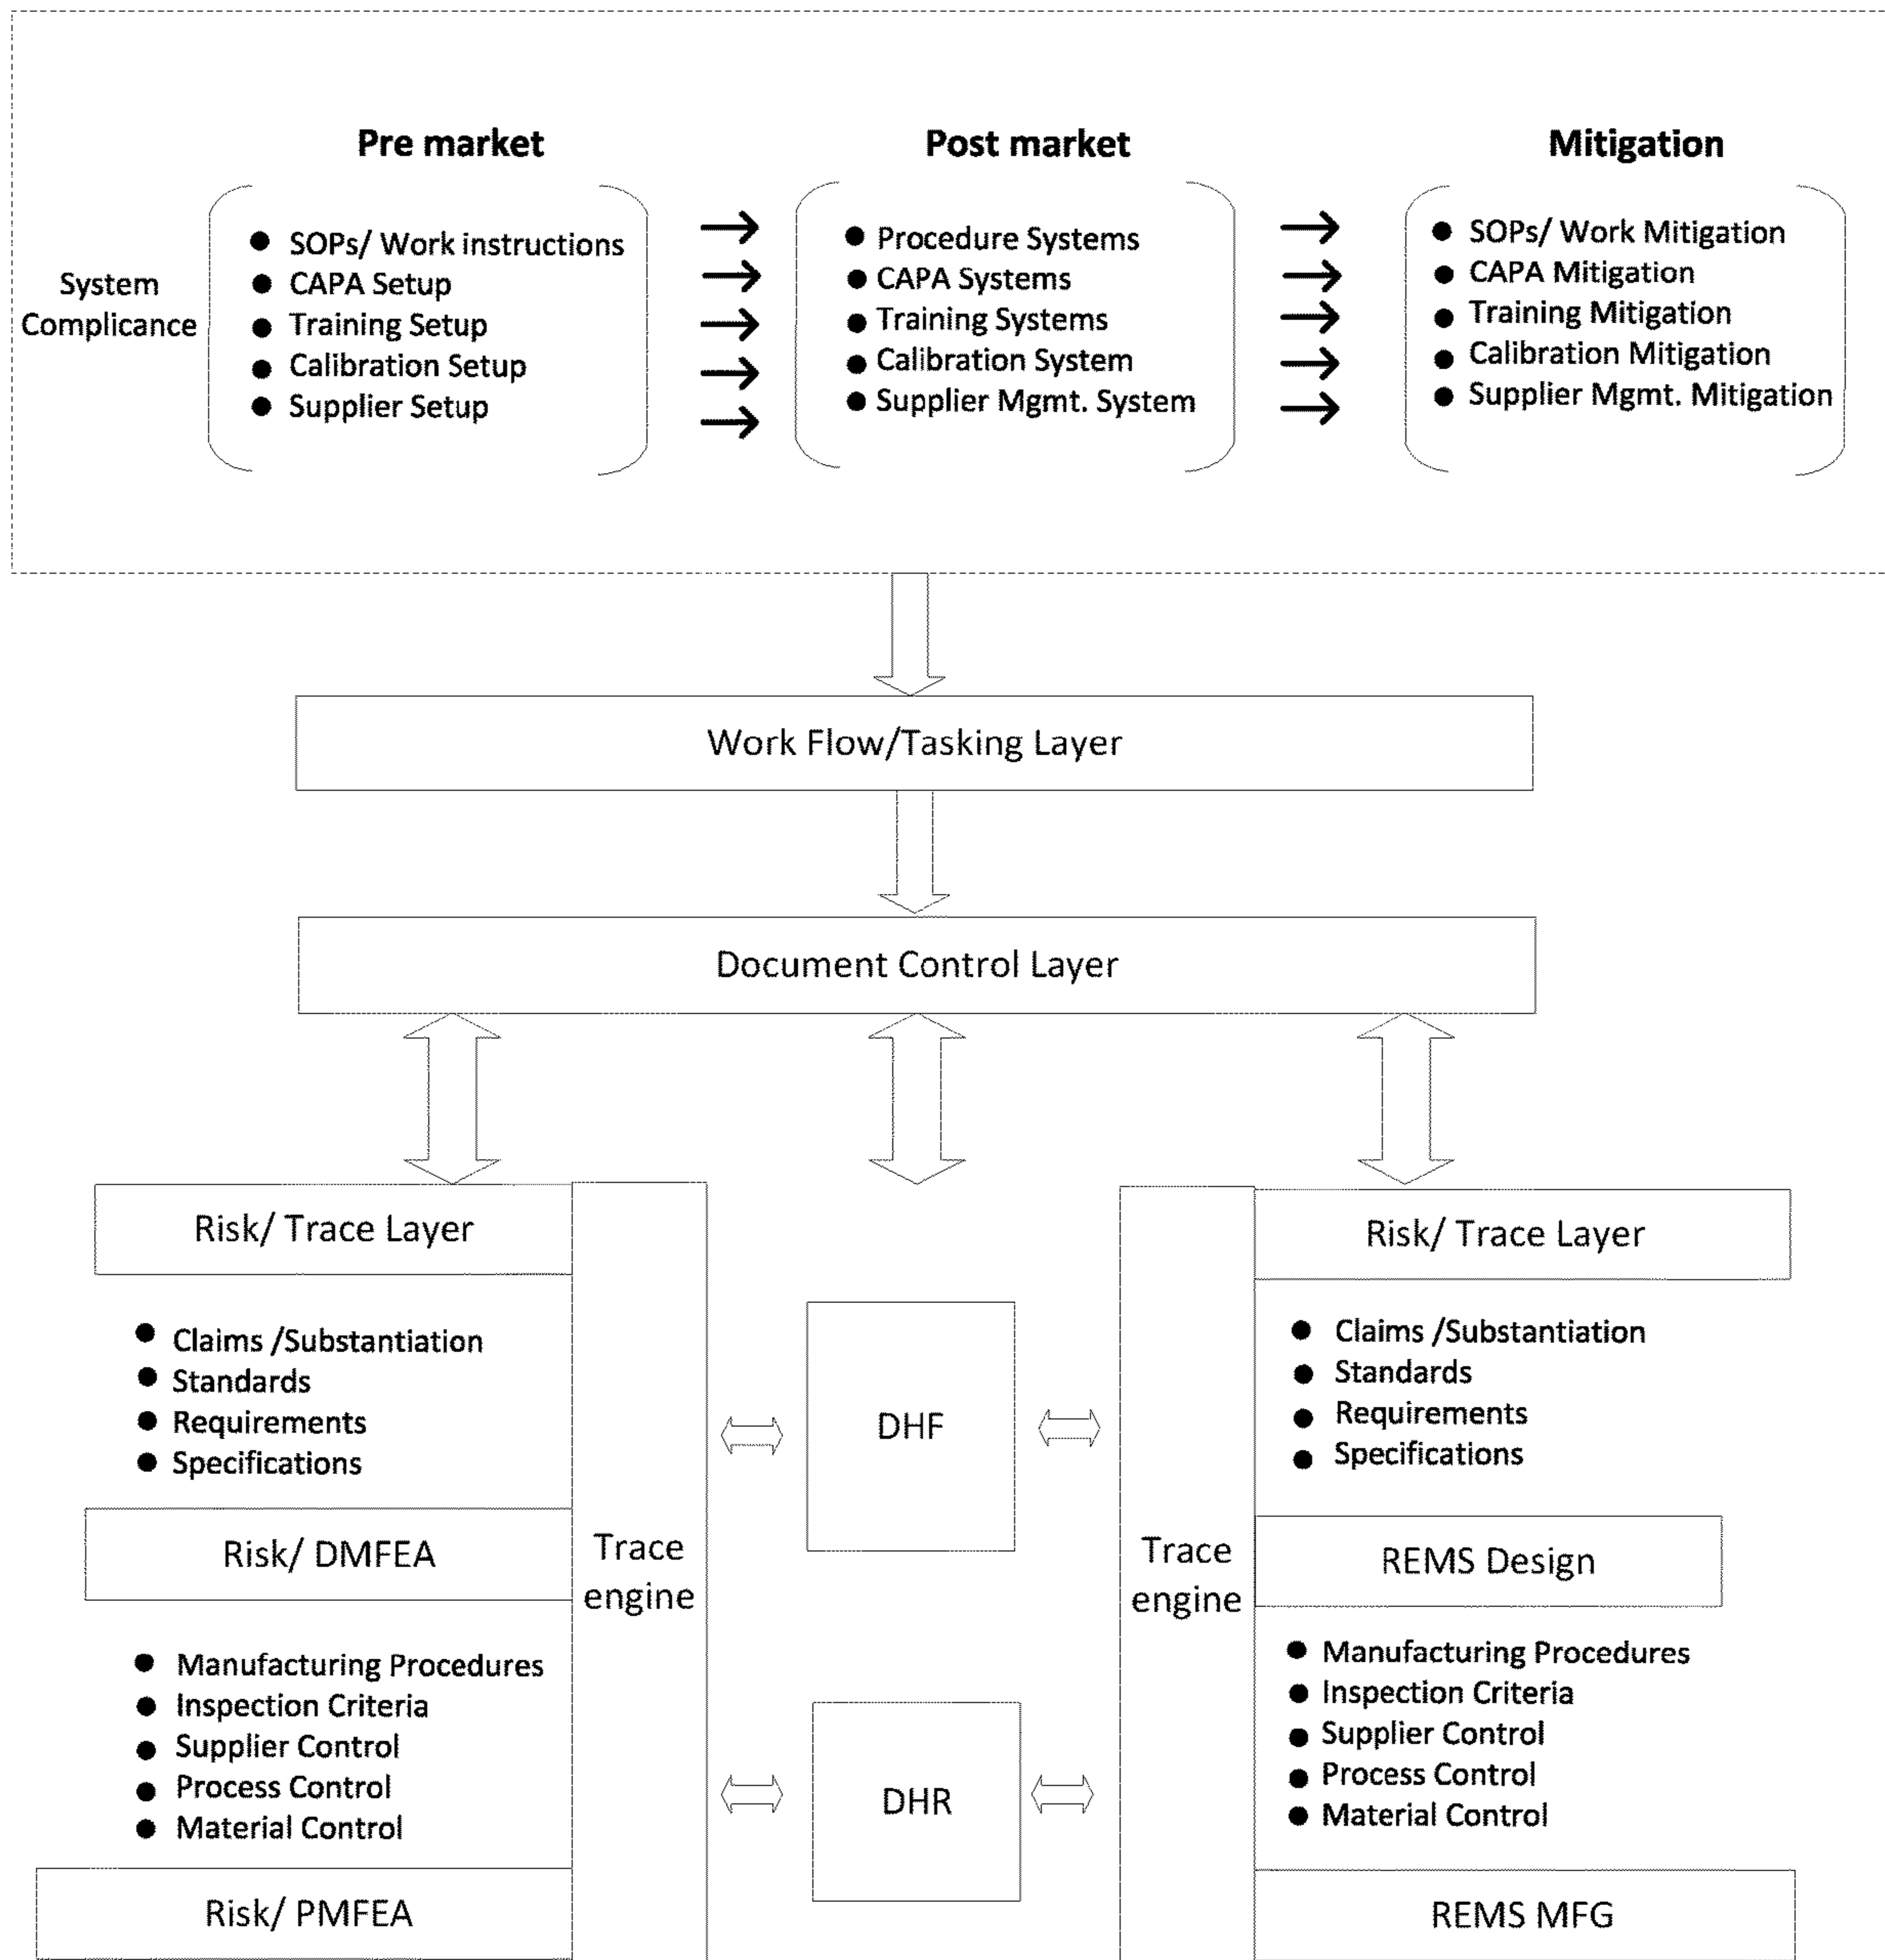 Pre market
Post market
Mitigation
System
Complicance
SOPs/ Work instructions
CAPA Setup
Training Setup
Calibration Setup
Supplier Setup
Procedure Systems
CAPA Systems
Training Systems
Calibration System
Supplier Mgmt. System
SOPs/ Work Mitigation
CAPA Mitigation
Training Mitigation
Calibration Mitigation
Supplier Mgmt. Mitigation
Work Flow/Tasking Layer
Document Control Layer
Risk/ Trace Layer
Claims /Substantiation
Standards
Requirements
Specifications
Risk/ DMFEA
Manufacturing Procedures
Inspection Criteria
Supplier Control
Process Control
Material Control
Risk/ PMFEA
Trace
engine
DHF
DHR
Trace
engine
Risk/ Trace Layer
Claims /Substantiation
Standards
Requirements
Specifications
REMS Design
Manufacturing Procedures
Inspection Criteria
Supplier Control
Process Control
Material Control
REMS MFG